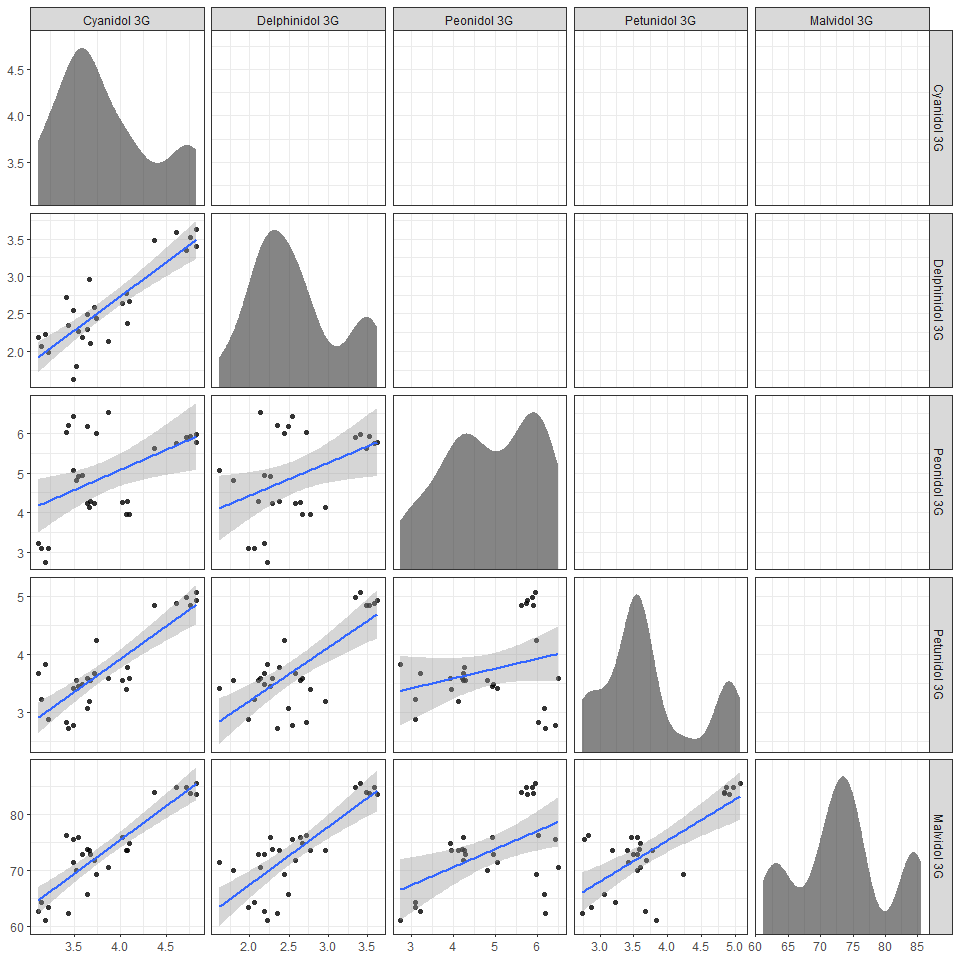 Cyanidol 3G Delphinidol 3G Peonidol 3G Petunidol 3G Malvidol 3G
4.5
4.0
3.5
Cyanidol 3G
3.5
3.0
2.5
2.0
Delphinidol 3G
6
5
4
3
Peonidol 3G
5
4
3
Petunidol 3G
80
70
60
Malvidol 3G
3.5 4.0 4.5 2.0 2.5 3.0 3.5 3 4 5 6 3.0 3.5 4.0 4.5 5.0 60 65 70 75 80 85